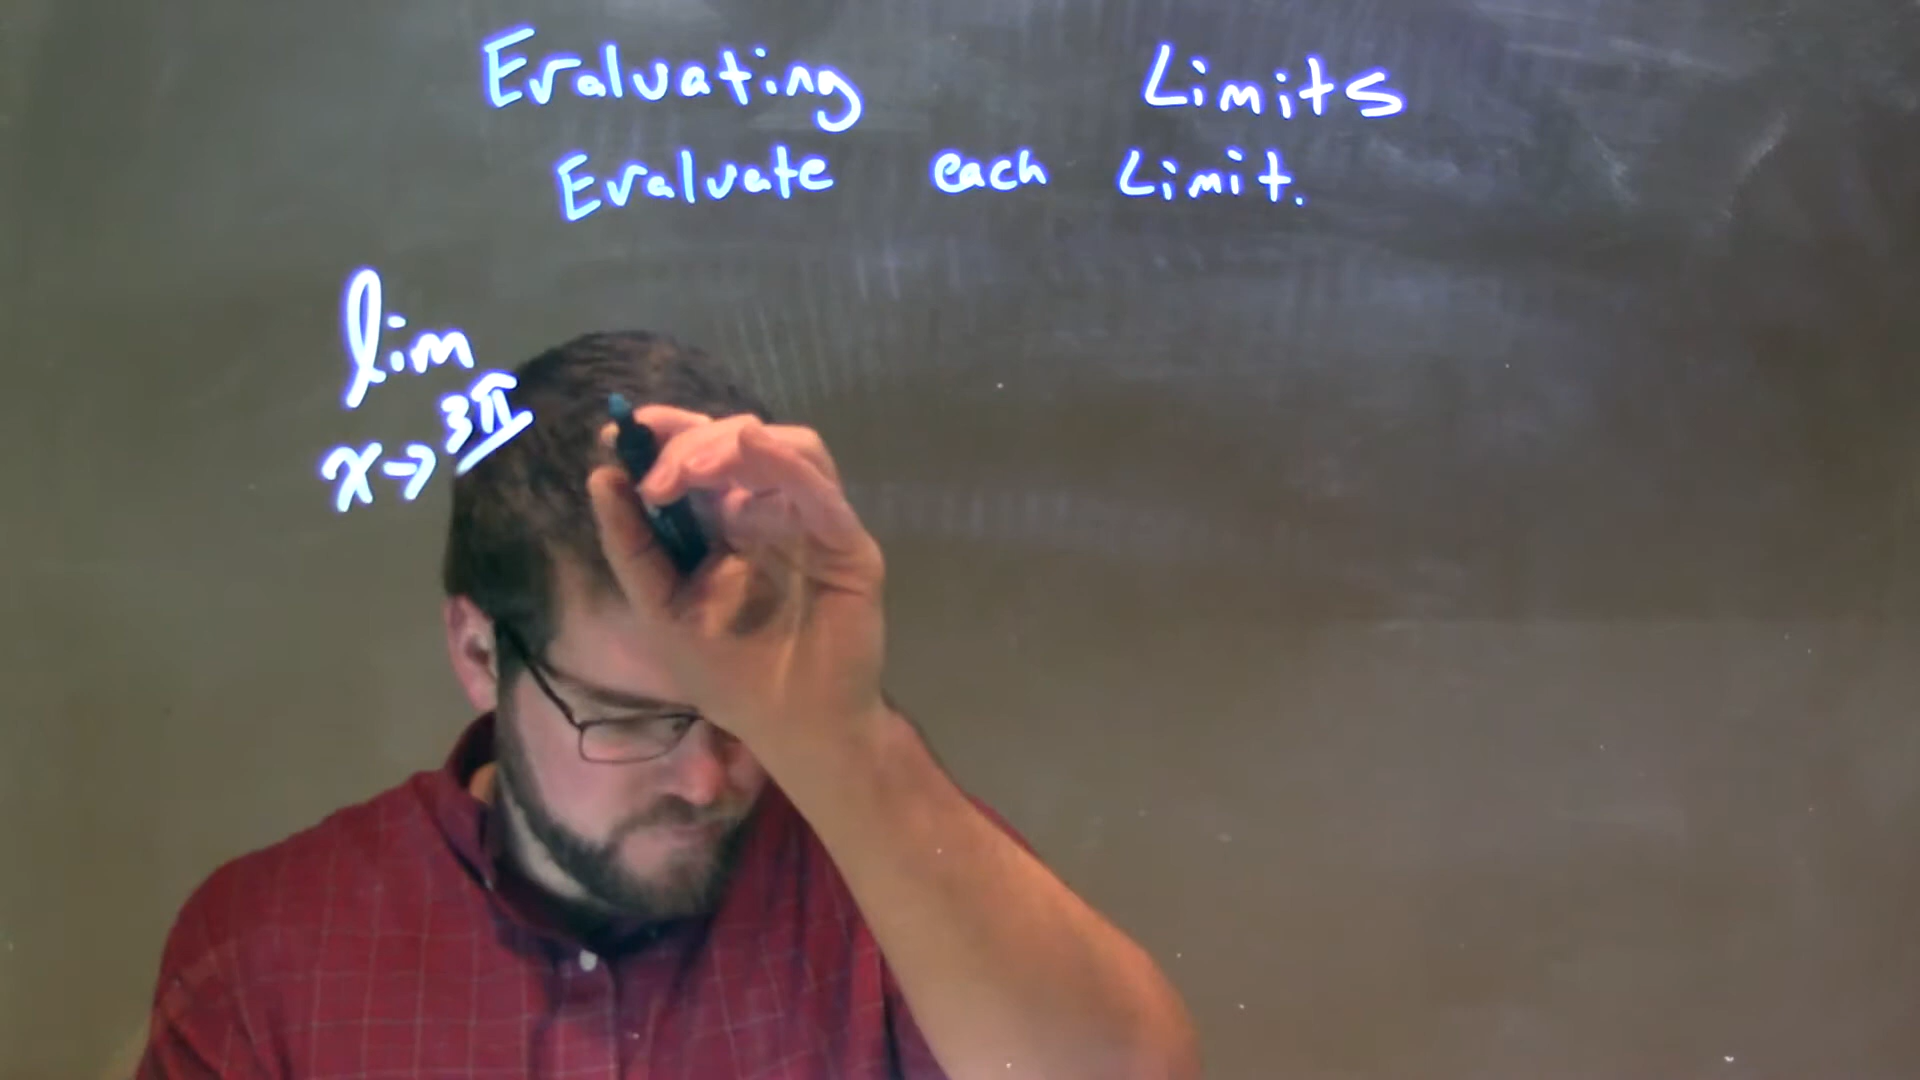 Evaluating Limits
Evaluate each Limit.
lim
x→ 3π